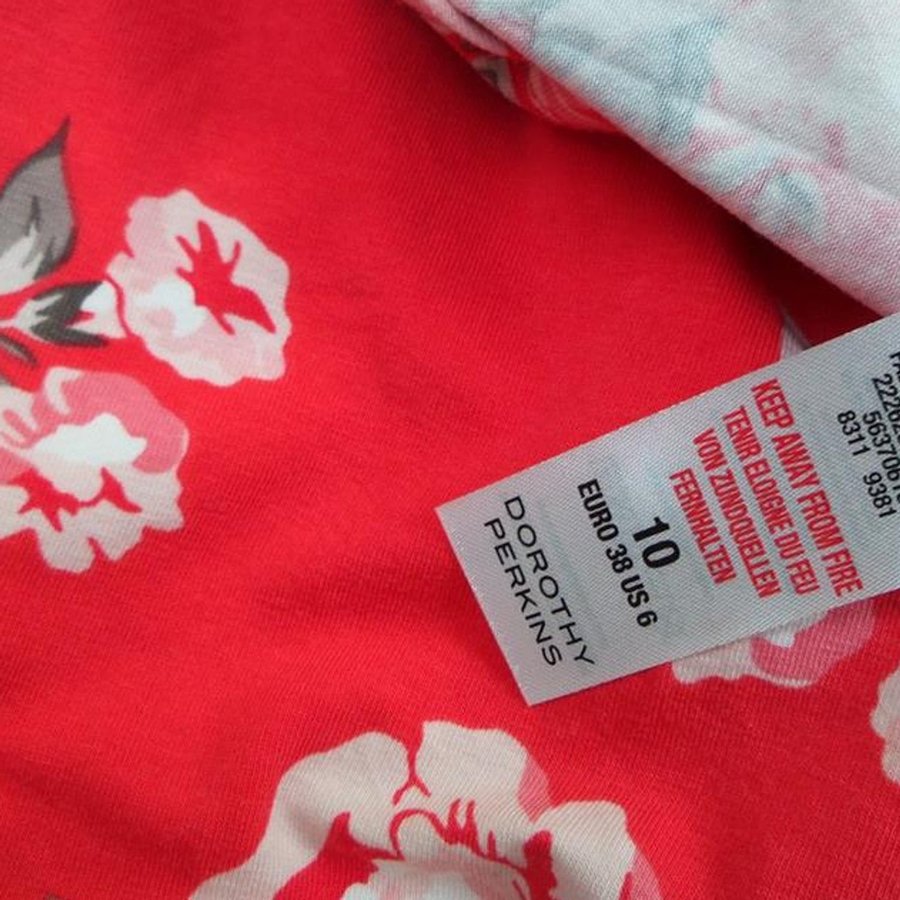 DOROTHY
PERKINS
10
EURO 38 US 6
KEEP AWAY FROM FIRE
TENIR ELOIGNE DU FEU
VON ZUNDQUELLEN
FERNHALTEN
8311 9381